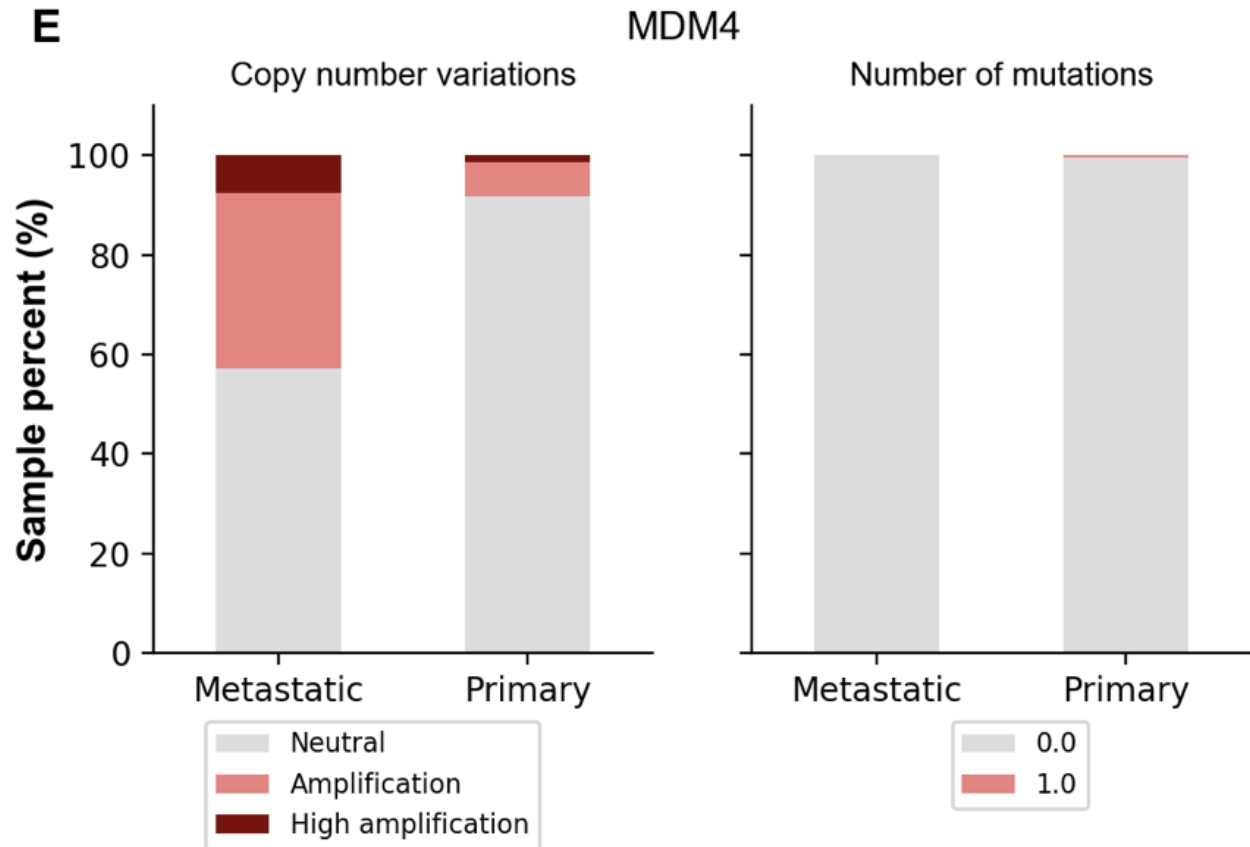 E
MDM4
Copy number variations
Number of mutations
Sample percent (%)
100
80
60
40
20
0
Metastatic
Primary
Metastatic
Primary
Neutral
Amplification
High amplification
0.0
1.0